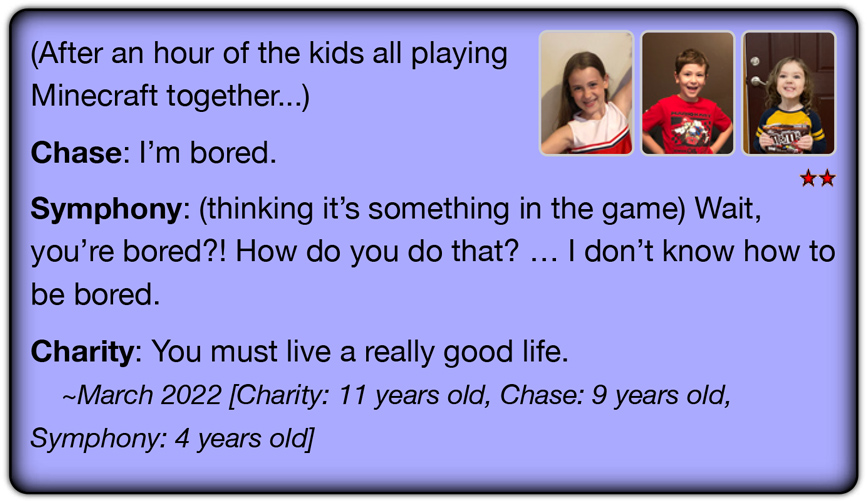 (After an hour of the kids all playing
Minecraft together...)
Chase: I’m bored.
Symphony: (thinking it’s something in the game) Wait,
you’re bored?! How do you do that? … I don’t know how to
be bored.
Charity: You must live a really good life.
~March 2022 [Charity: 11 years old, Chase: 9 years old,
Symphony: 4 years old]